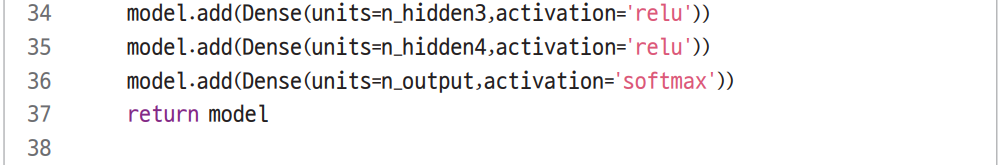 34 model.add(Dense(units=n_hidden3,activation='relu'))
35 model.add(Dense(units=n_hidden4,activation='relu'))
36 model.add(Dense(units=n_output,activation='softmax'))
37 return model
38